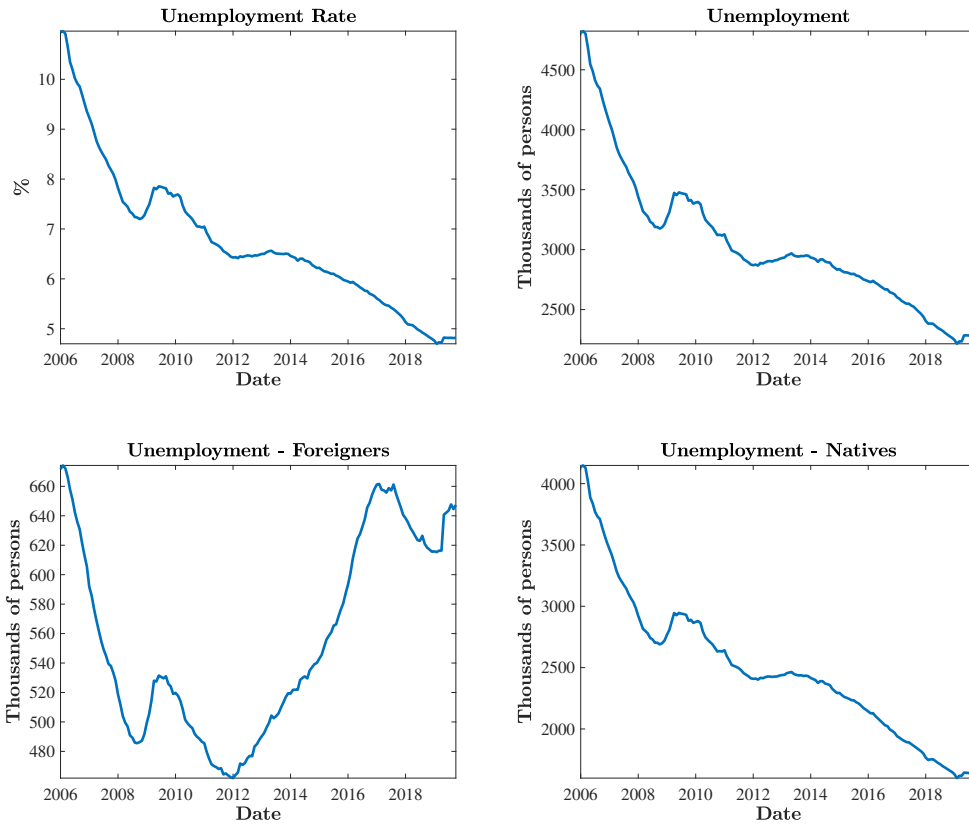 Unemployment Rate
10
9
8
7
6
5
%
2006 2008 2010 2012 2014 2016 2018
Date
Unemployment
4500
4000
3500
3000
2500
Thousands of persons
2006 2008 2010 2012 2014 2016 2018
Date
Unemployment - Foreigners
660
640
620
600
580
560
540
520
500
480
Thousands of persons
2006 2008 2010 2012 2014 2016 2018
Date
Unemployment - Natives
4000
3500
3000
2500
2000
Thousands of persons
2006 2008 2010 2012 2014 2016 2018
Date